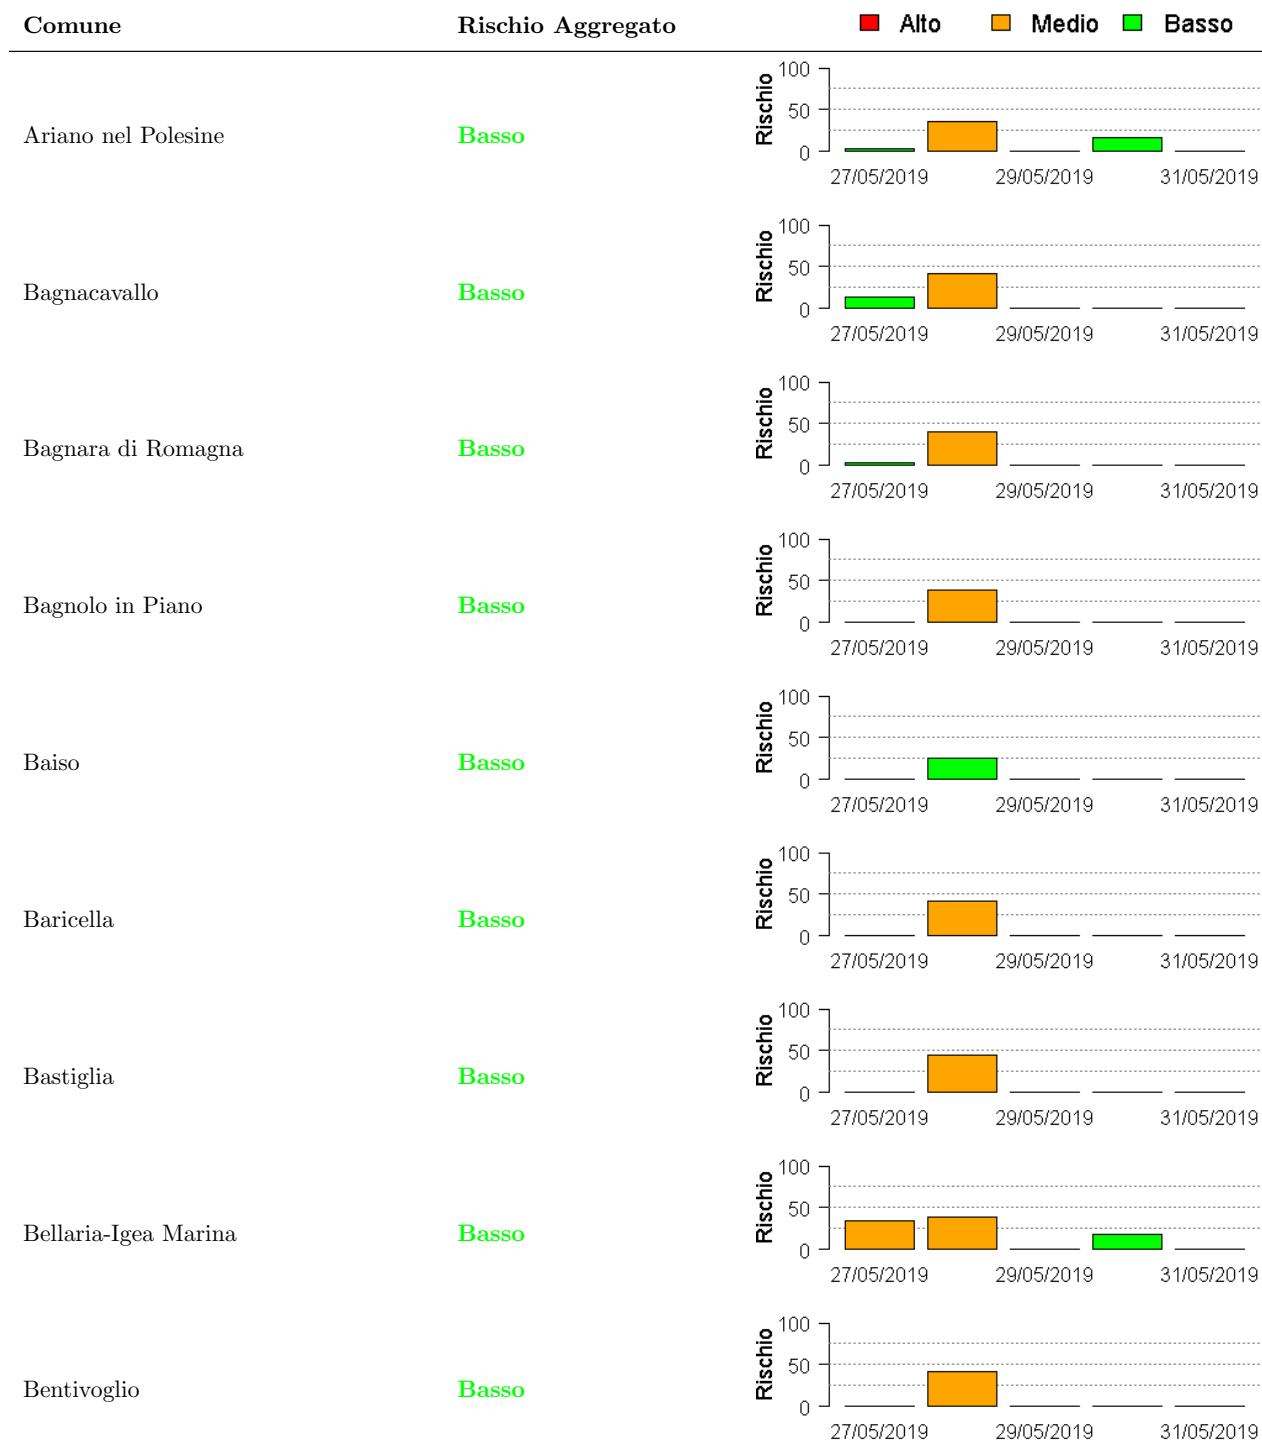 Comune Rischio Aggregato Alto Medio Basso
Ariano nel Polesine Basso Rischio 100 50 0
27/05/2019 29/05/2019 31/05/2019
Bagnacavallo Basso Rischio 100 50 0
27/05/2019 29/05/2019 31/05/2019
Bagnara di Romagna Basso Rischio 100 50 0
27/05/2019 29/05/2019 31/05/2019
Bagnolo in Piano Basso Rischio 100 50 0
27/05/2019 29/05/2019 31/05/2019
Baiso Basso Rischio 100 50 0
27/05/2019 29/05/2019 31/05/2019
Baricella Basso Rischio 100 50 0
27/05/2019 29/05/2019 31/05/2019
Bastiglia Basso Rischio 100 50 0
27/05/2019 29/05/2019 31/05/2019
Bellaria-Igea Marina Basso Rischio 100 50 0
27/05/2019 29/05/2019 31/05/2019
Bentivoglio Basso Rischio 100 50 0
27/05/2019 29/05/2019 31/05/2019